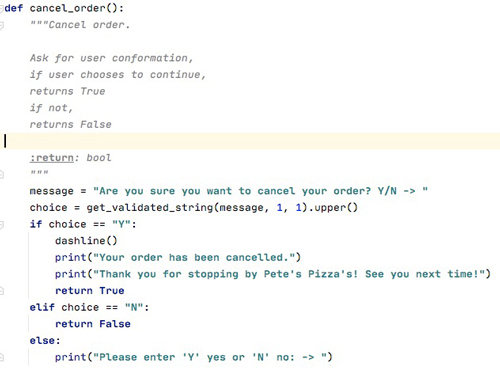 def cancel_order():
"""Cancel order.
Ask for user conformation,
if user chooses to continue,
returns True
if not,
returns False
:return: bool
"""
message = "Are you sure you want to cancel your order? Y/N -> "
choice = get_validated_string(message, 1, 1).upper()
if choice == "Y":
dashline()
print("Your order has been cancelled.")
print("Thank you for stopping by Pete's Pizza's! See you next time!")
return True
elif choice == "N":
return False
else:
print("Please enter 'Y' yes or 'N' no: -> ")